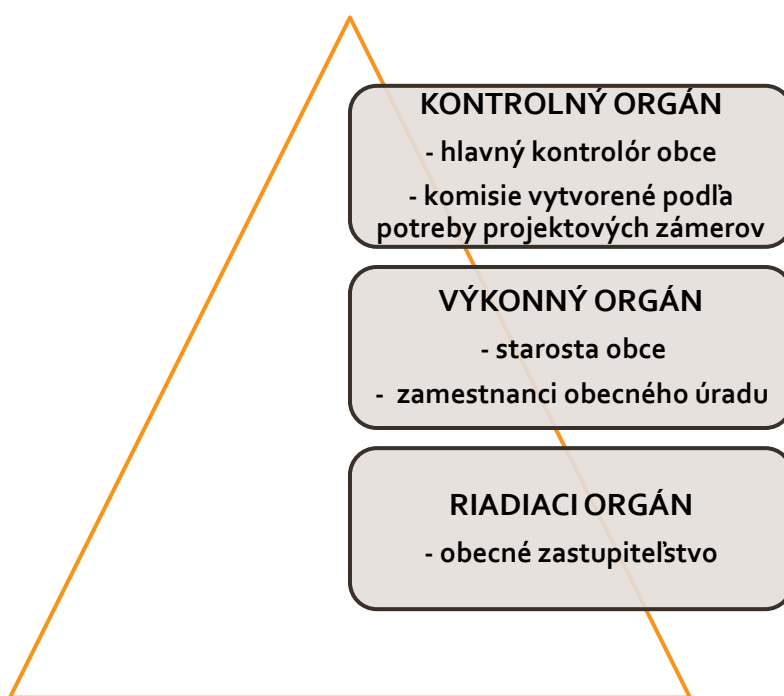 KONTROLNÝ ORGÁN
- hlavný kontrolór obce
- komisie vytvorené podľa
potreby projektových zámerov
VÝKONNÝ ORGÁN
- starosta obce
- zamestnanci obecného úradu
RIADIACI ORGÁN
- obecné zastupiteľstvo